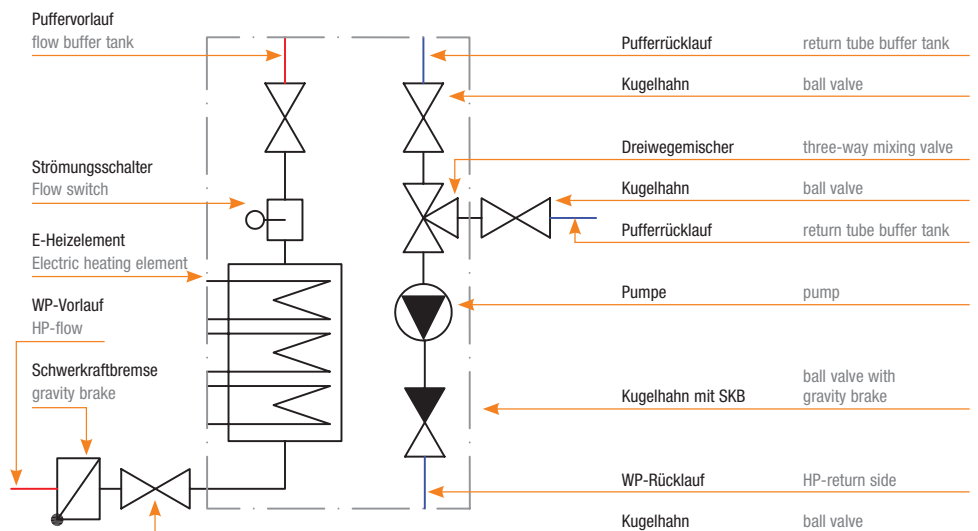 Puffervorlauf
flow buffer tank
Strömungsschalter
Flow switch
E-Heizelement
Electric heating element
WP-Vorlauf
HP-flow
Schwerkraftbremse
gravity brake
Pufferrücklauf return tube buffer tank
Kugelhahn ball valve
Dreiwegemischer three-way mixing valve
Kugelhahn ball valve
Pufferrücklauf return tube buffer tank
Pumpe pump
ball valve with
Kugelhahn mit SKB gravity brake
WP-Rücklauf HP-return side
Kugelhahn ball valve